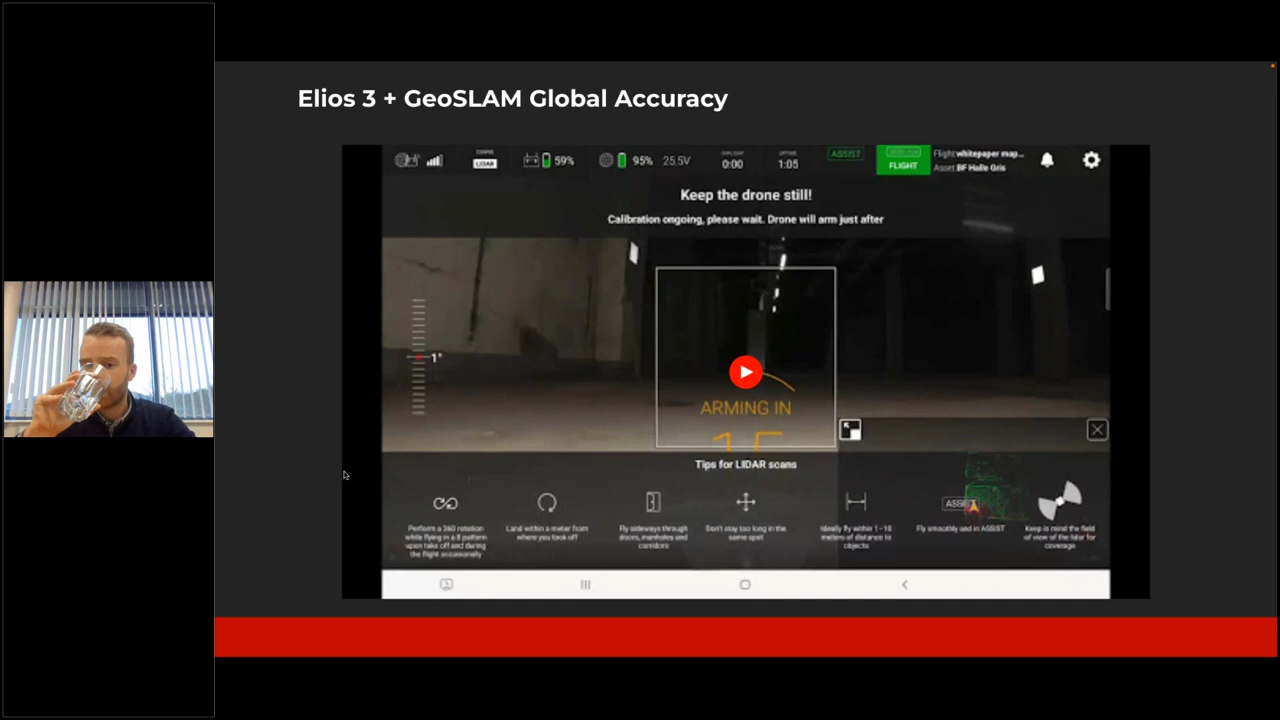 Elios 3 + GeoSLAM Global Accuracy
LIDAR
59%
95%
25.5V
0:00
1:05
ASSIST
FLIGHT
Flight: whitepaper map...
Asset: BF Halle Gris
Keep the drone still!
Calibration ongoing, please wait. Drone will arm just after
1°
ARMING IN
15
Tips for LIDAR scans
Perform a 360 rotation
while flying in a 8 pattern
upon take off and during
the flight occasionally
Land within a meter from
where you took off
Fly sideways through
doors, manholes and
corridors
Don't stay too long in the
same spot
Ideally fly within 1–10
meters of distance to
objects
ASSIST
Fly smoothly and in ASSIST
Keep in mind the field
of view of the lidar for
coverage